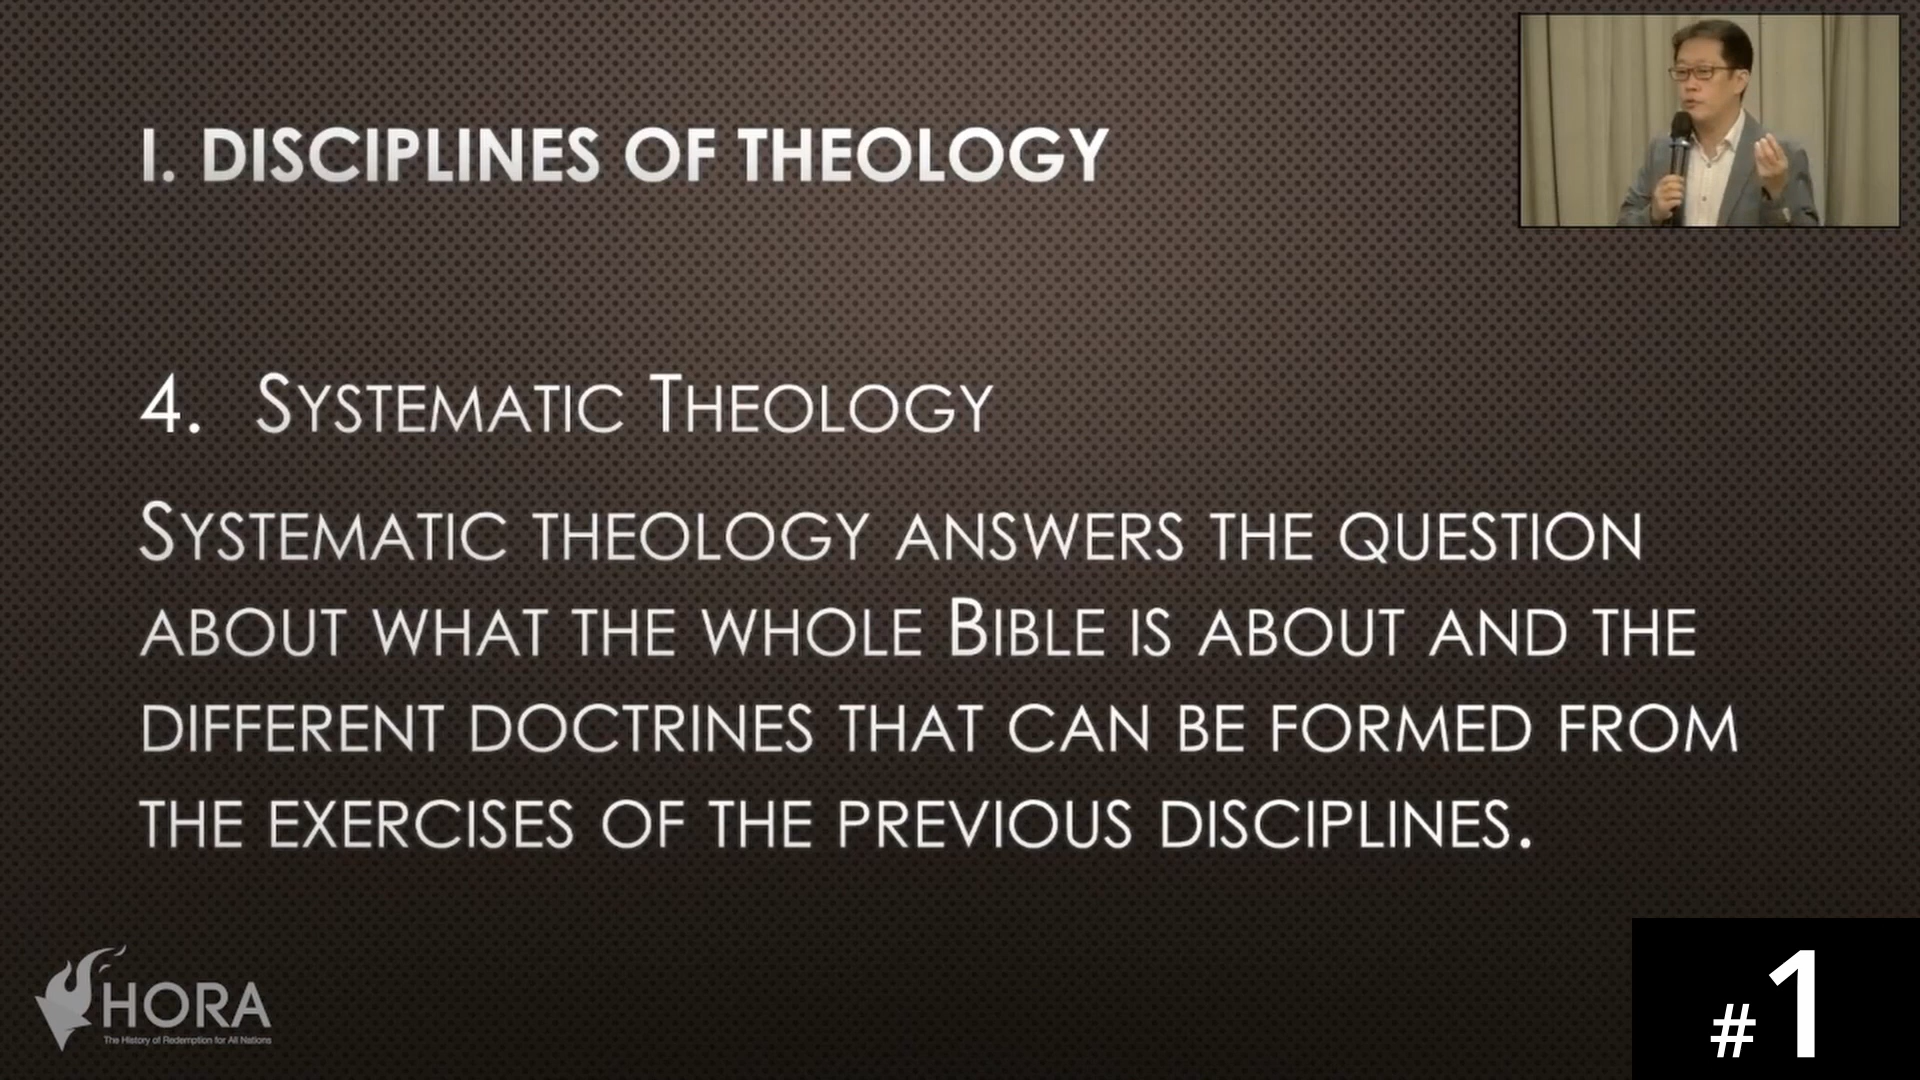 I. DISCIPLINES OF THEOLOGY
4. Systematic Theology
Systematic theology answers the question
about what the whole Bible is about and the
different doctrines that can be formed from
the exercises of the previous disciplines.
HORA
The History of Redemption for All Nations
#1